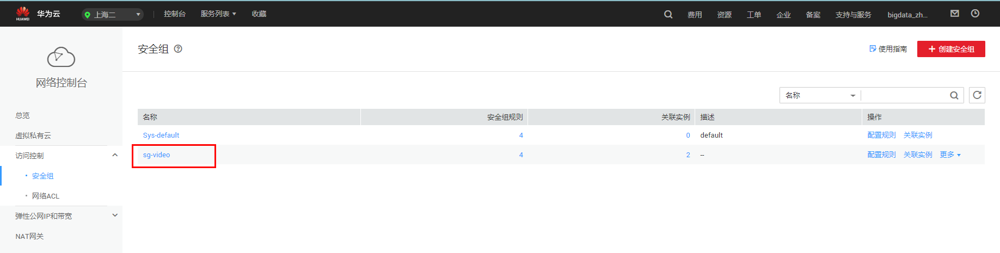 HUAWEI 华为云 上海二 控制台 服务列表 收藏 费用 资源 工单 企业 备案 支持与服务 bigdata_zh...
网络控制台
总览
虚拟私有云
访问控制
安全组
网络ACL
弹性公网IP和带宽
NAT网关
安全组 ? 使用指南 + 创建安全组
名称
名称 安全组规则 关联实例 描述 操作
Sys-default 4 0 default 配置规则 关联实例
sg-video 4 2 -- 配置规则 关联实例 更多